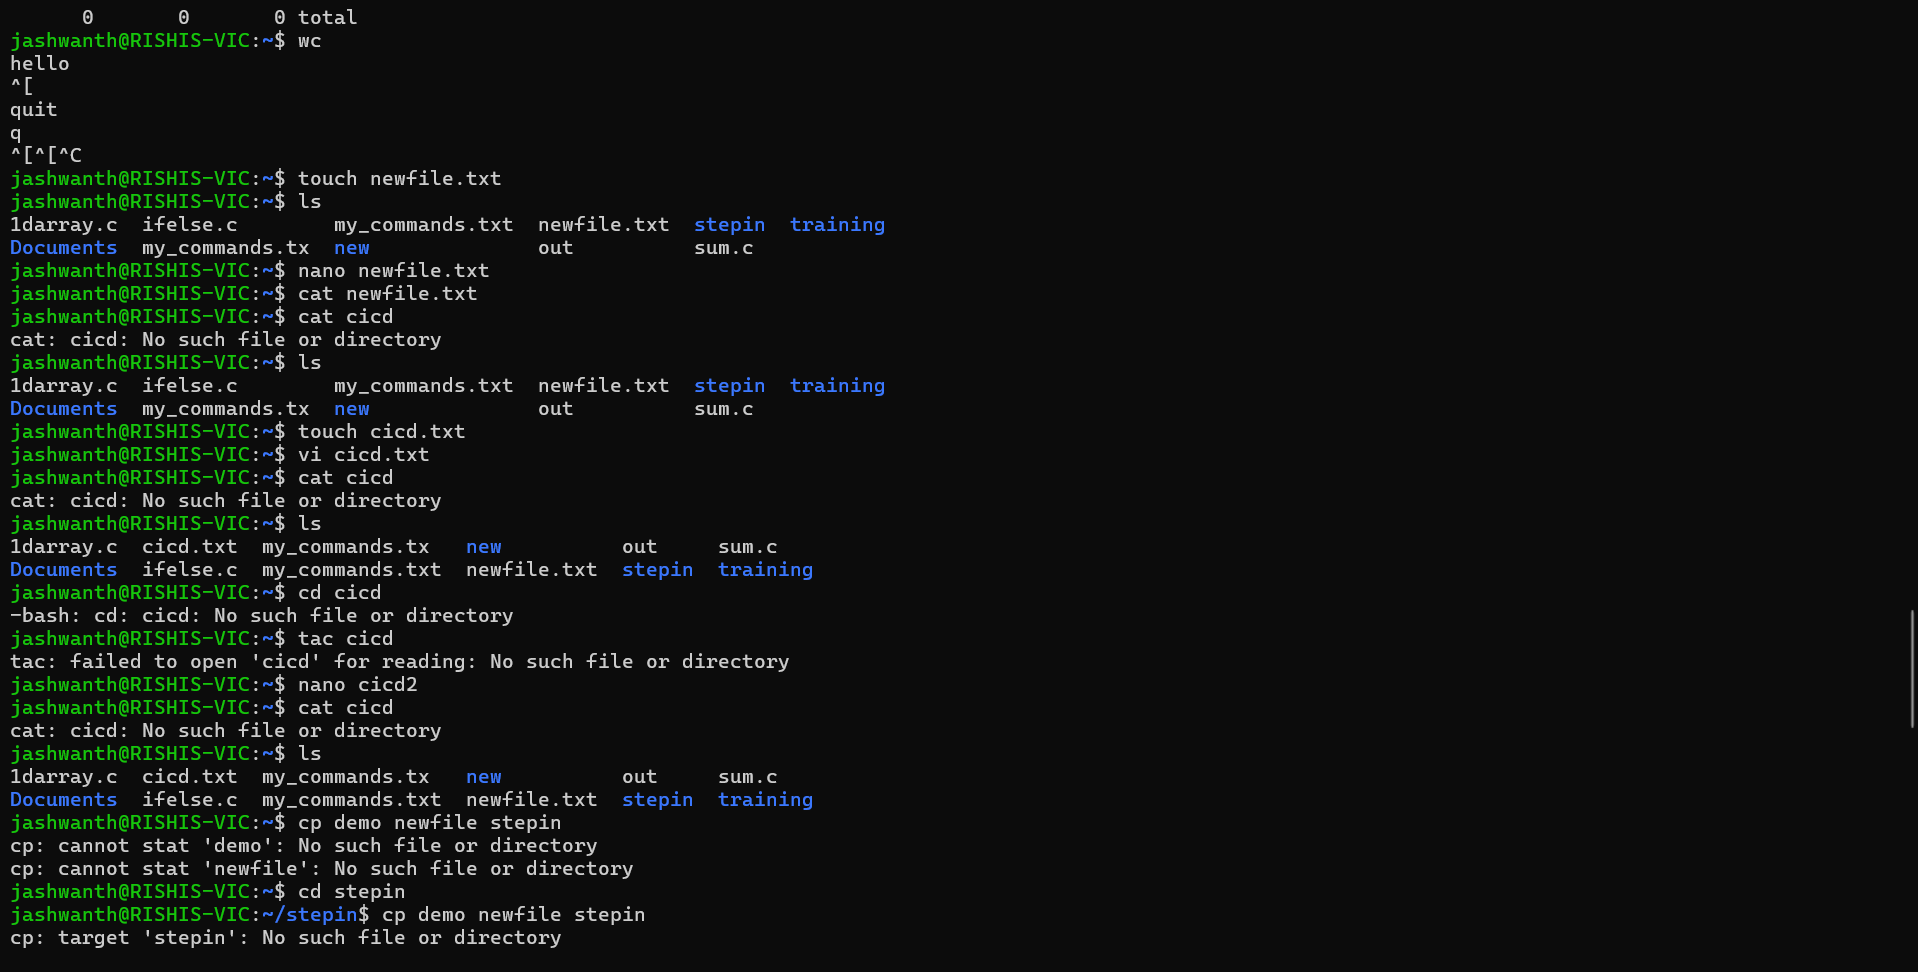 0       0       0 total
jashwanth@RISHIS-VIC:~$ wc
hello
^[
quit
q
^[^[^C
jashwanth@RISHIS-VIC:~$ touch newfile.txt
jashwanth@RISHIS-VIC:~$ ls
1darray.c  ifelse.c        my_commands.txt  newfile.txt  stepin  training
Documents  my_commands.tx  new              out          sum.c
jashwanth@RISHIS-VIC:~$ nano newfile.txt
jashwanth@RISHIS-VIC:~$ cat newfile.txt
jashwanth@RISHIS-VIC:~$ cat cicd
cat: cicd: No such file or directory
jashwanth@RISHIS-VIC:~$ ls
1darray.c  ifelse.c        my_commands.txt  newfile.txt  stepin  training
Documents  my_commands.tx  new              out          sum.c
jashwanth@RISHIS-VIC:~$ touch cicd.txt
jashwanth@RISHIS-VIC:~$ vi cicd.txt
jashwanth@RISHIS-VIC:~$ cat cicd
cat: cicd: No such file or directory
jashwanth@RISHIS-VIC:~$ ls
1darray.c  cicd.txt  my_commands.tx   new          out     sum.c
Documents  ifelse.c  my_commands.txt  newfile.txt  stepin  training
jashwanth@RISHIS-VIC:~$ cd cicd
-bash: cd: cicd: No such file or directory
jashwanth@RISHIS-VIC:~$ tac cicd
tac: failed to open 'cicd' for reading: No such file or directory
jashwanth@RISHIS-VIC:~$ nano cicd2
jashwanth@RISHIS-VIC:~$ cat cicd
cat: cicd: No such file or directory
jashwanth@RISHIS-VIC:~$ ls
1darray.c  cicd.txt  my_commands.tx   new          out     sum.c
Documents  ifelse.c  my_commands.txt  newfile.txt  stepin  training
jashwanth@RISHIS-VIC:~$ cp demo newfile stepin
cp: cannot stat 'demo': No such file or directory
cp: cannot stat 'newfile': No such file or directory
jashwanth@RISHIS-VIC:~$ cd stepin
jashwanth@RISHIS-VIC:~/stepin$ cp demo newfile stepin
cp: target 'stepin': No such file or directory